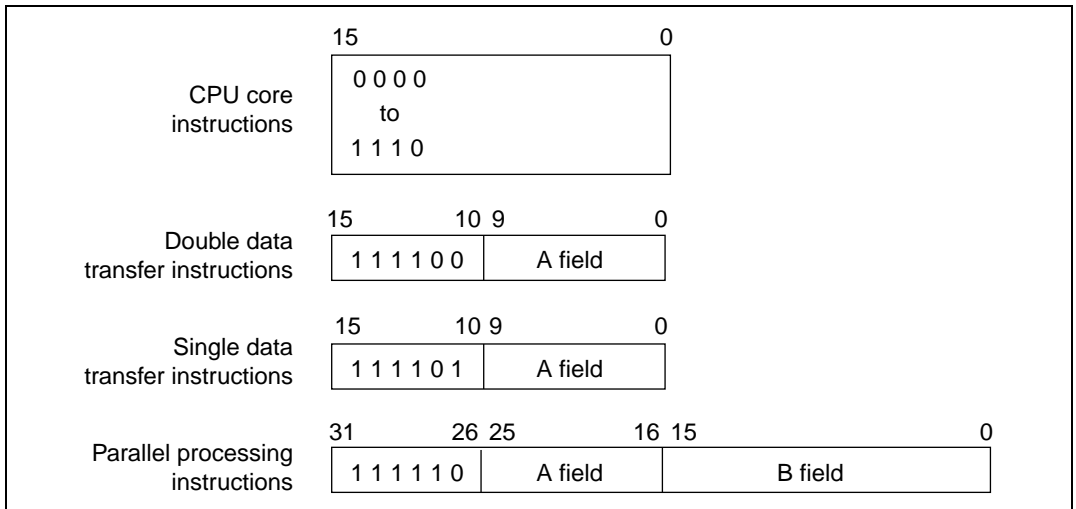 15 0
CPU core
instructions
0 0 0 0
to
1 1 1 0
15 10 9 0
Double data
transfer instructions
1 1 1 1 0 0 A field
15 10 9 0
Single data
transfer instructions
1 1 1 1 0 1 A field
31 26 25 16 15 0
Parallel processing
instructions
1 1 1 1 1 0 A field B field